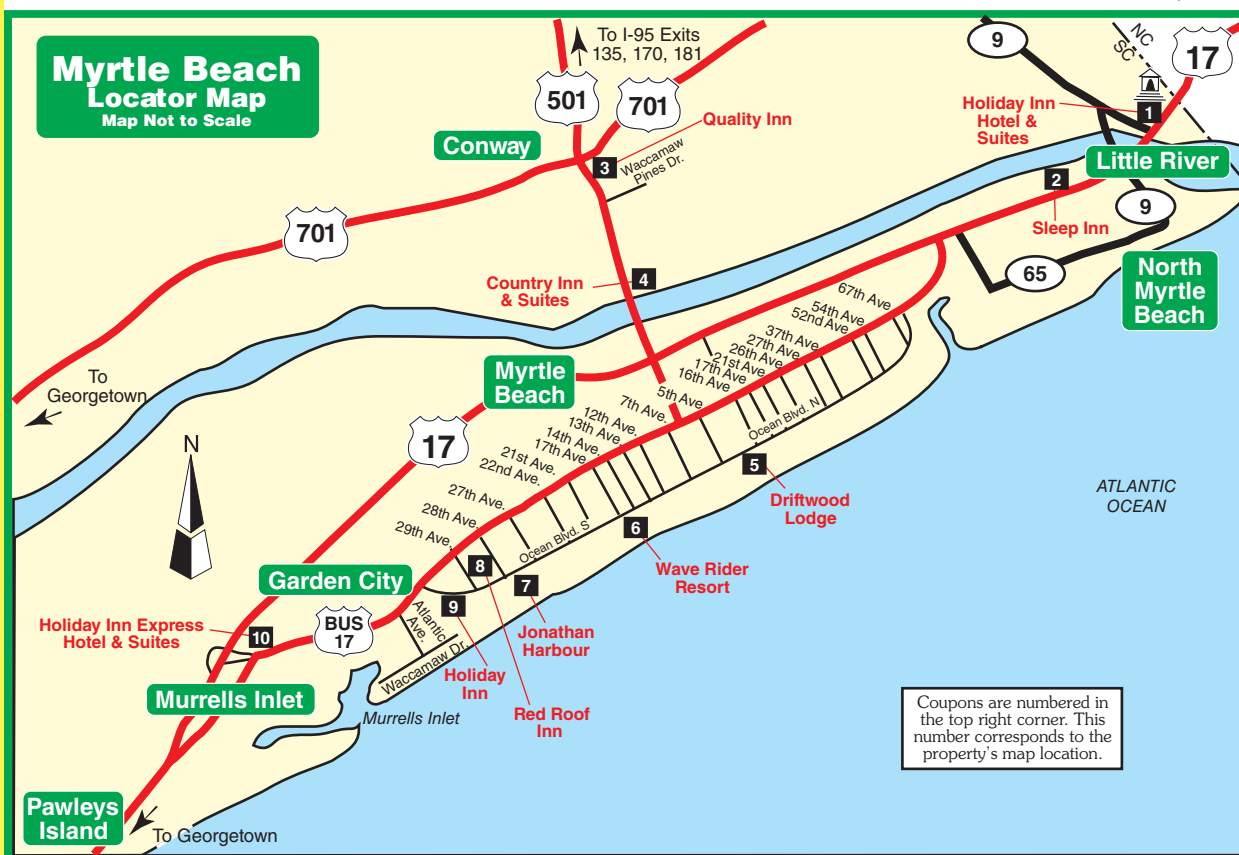 Myrtle Beach
Locator Map
Map Not to Scale
To I-95 Exits
135, 170, 181
9
NC
SC
17
501
701
Holiday Inn
Hotel &
Suites
1
Quality Inn
Conway
3
Waccamaw
Pines Dr.
Little River
2
Sleep Inn
9
701
65
North
Myrtle
Beach
Country Inn
& Suites
4
67th Ave
54th Ave
52nd Ave
37th Ave
27th Ave
26th Ave
21st Ave
17th Ave
16th Ave
5th Ave
7th Ave.
12th Ave.
13th Ave.
14th Ave.
17th Ave.
21st Ave.
22nd Ave.
27th Ave.
28th Ave.
29th Ave.
To
Georgetown
Myrtle
Beach
17
N
Ocean Blvd. N
Ocean Blvd. S
5
Driftwood
Lodge
ATLANTIC
OCEAN
6
Wave Rider
Resort
8
7
Jonathan
Harbour
Garden City
9
Holiday
Inn
Red Roof
Inn
Atlantic
Ave.
Waccamaw Dr.
BUS
17
Holiday Inn Express
Hotel & Suites
10
Murrells Inlet
Murrells Inlet
Coupons are numbered in
the top right corner. This
number corresponds to the
property's map location.
Pawleys
Island
To Georgetown